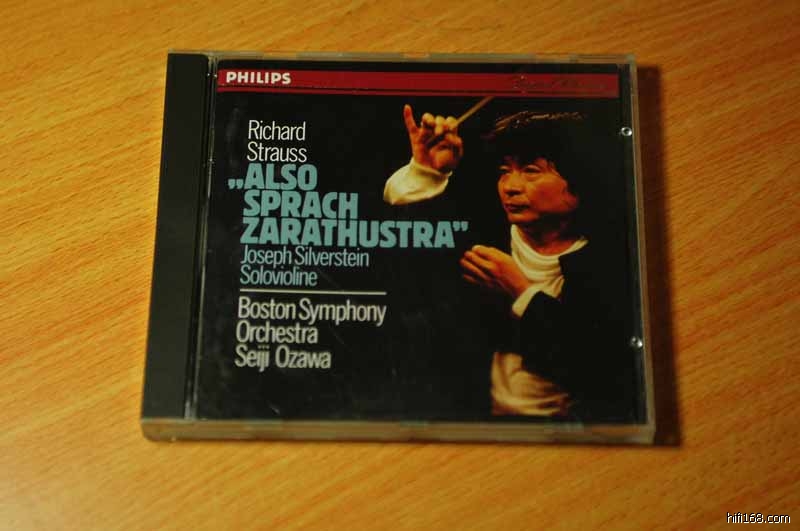 PHILIPS
Richard
Strauss
„ALSO
SPRACH
ZARATHUSTRA”
Joseph Silverstein
Solovioline
Boston Symphony
Orchestra
Seiji Ozawa
hifi168.com